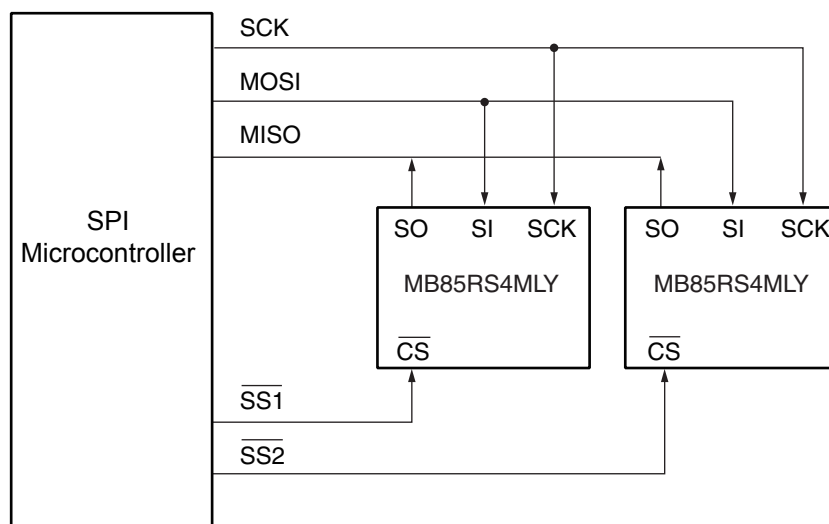 SCK
MOSI
MISO
SPI
Microcontroller
SO SI SCK
MB85RS4MLY
CS
SO SI SCK
MB85RS4MLY
CS
SS1
SS2